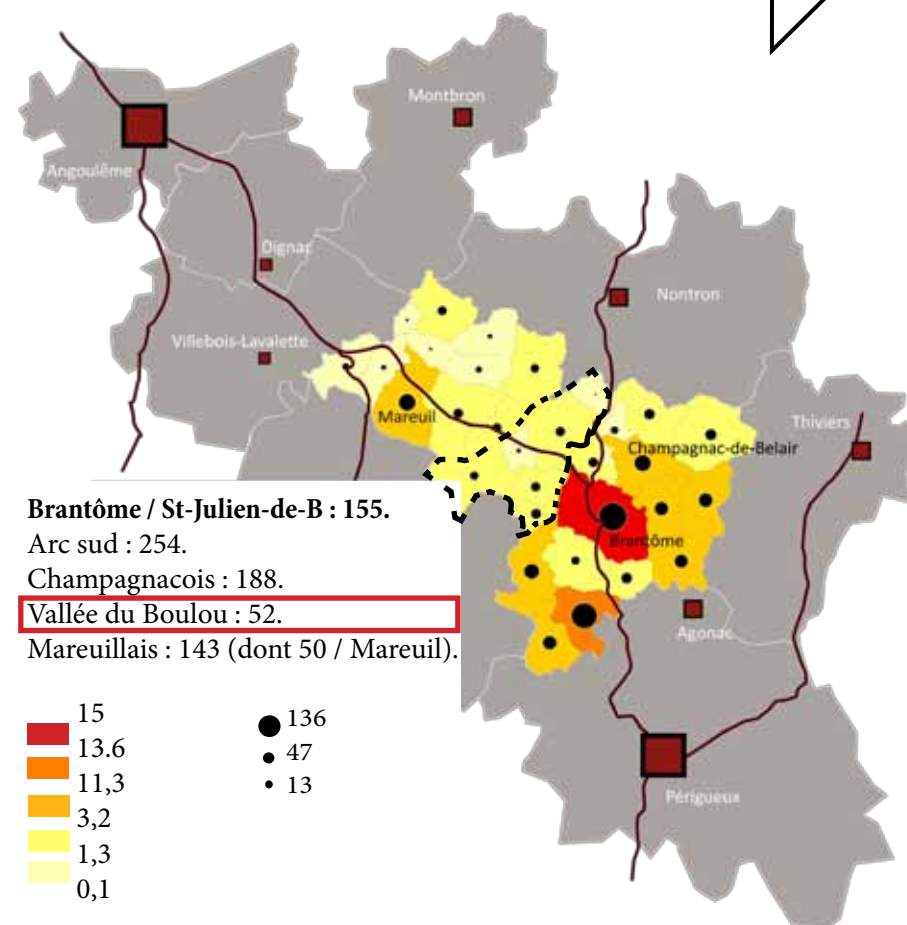 Montbron
Angoulême
Dignac
Nontron
Villebois-Lavalette
Mareuil
Thiviers
Champagnac-de-Belair
Brantôme / St-Julien-de-B : 155.
Arc sud : 254.
Brantôme
Champagnacois : 188.
Vallée du Boulou : 52.
Agonac
Mareuillais : 143 (dont 50 / Mareuil).
15
136
13.6
47
11,3
13
3,2
Périgueux
1,3
0,1